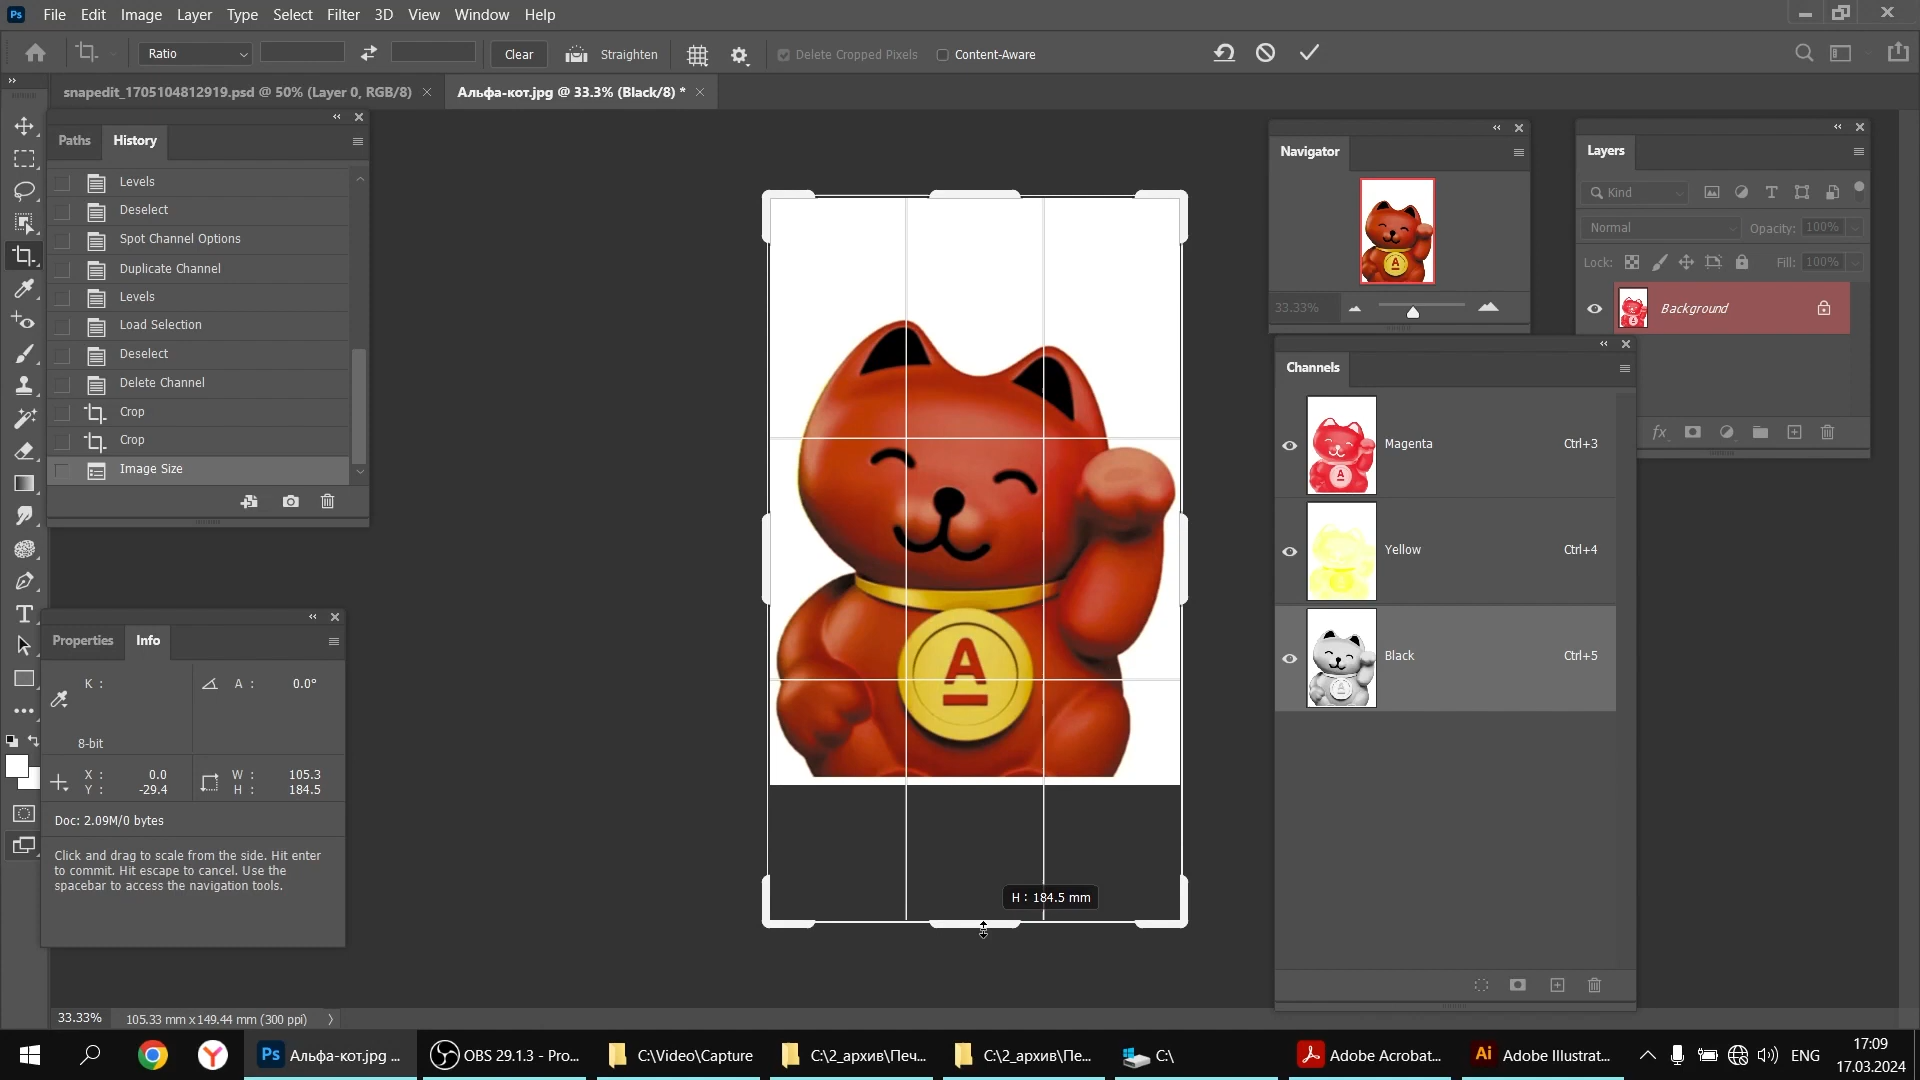 Ps File Edit Image Layer Type Select Filter 3D View Window Help
Ratio Clear Straighten Delete Cropped Pixels Content-Aware
snapedit_1705104812919.psd @ 50% (Layer 0, RGB/8) Альфа-кот.jpg @ 33.3% (Black/8) *
Paths History
Levels
Deselect
Spot Channel Options
Duplicate Channel
Levels
Load Selection
Deselect
Delete Channel
Crop
Crop
Image Size
Properties Info
K : A : 0.0°
8-bit
X : 0.0 W : 105.3
Y : -29.4 H : 184.5
Doc: 2.09M/0 bytes
Click and drag to scale from the side. Hit enter
to commit. Hit escape to cancel. Use the
spacebar to access the navigation tools.
A
H : 184.5 mm
Navigator
A
33.33%
Layers
Kind
Normal Opacity: 100%
Lock: Fill: 100%
Background
fx
Channels
Magenta Ctrl+3
Yellow Ctrl+4
Black Ctrl+5
33.33% 105.33 mm x 149.44 mm (300 ppi)
Ps Альфа-кот.jpg ... OBS 29.1.3 - Pro... C:\Video\Capture C:\2_архив\Печ... C:\2_архив\Пе... C:\ Adobe Acrobat... Ai Adobe Illustrat... ENG 17:09
17.03.2024